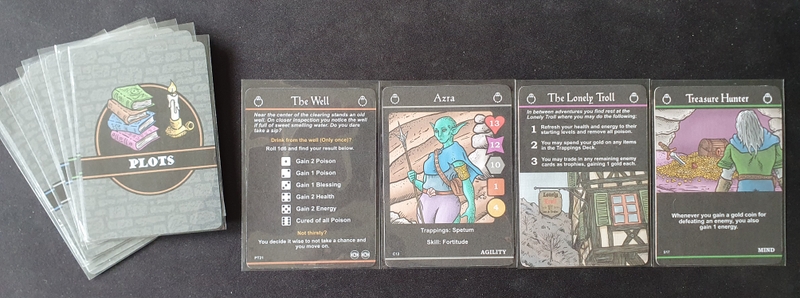 PLOTS
The Well
Near the center of the clearing stands an old
well. On closer inspection you notice the well
if full of sweet smelling water. Do you dare
take a sip?
Drink from the well (Only once)?
Roll 1d6 and find your result below.
Gain 2 Poison
Gain 1 Poison
Gain 1 Blessing
Gain 2 Health
Gain 2 Energy
Cured of all Poison
Not thirsty?
You decide it wise to not take a chance and
you move on.
PT21
Azra
13
12
10
1
4
Trappings: Spetum
Skill: Fortitude
C12
AGILITY
The Lonely Troll
In between adventures you find rest at the
Lonely Troll where you may do the following:
1 Refresh your health and energy to their
starting levels and remove all poison.
2 You may spend your gold on any items
in the Trappings Deck.
3 You may trade in any remaining enemy
cards as trophies, gaining 1 gold each.
Lonely
Treasure Hunter
Whenever you gain a gold coin for
defeating an enemy, you also
gain 1 energy.
MIND